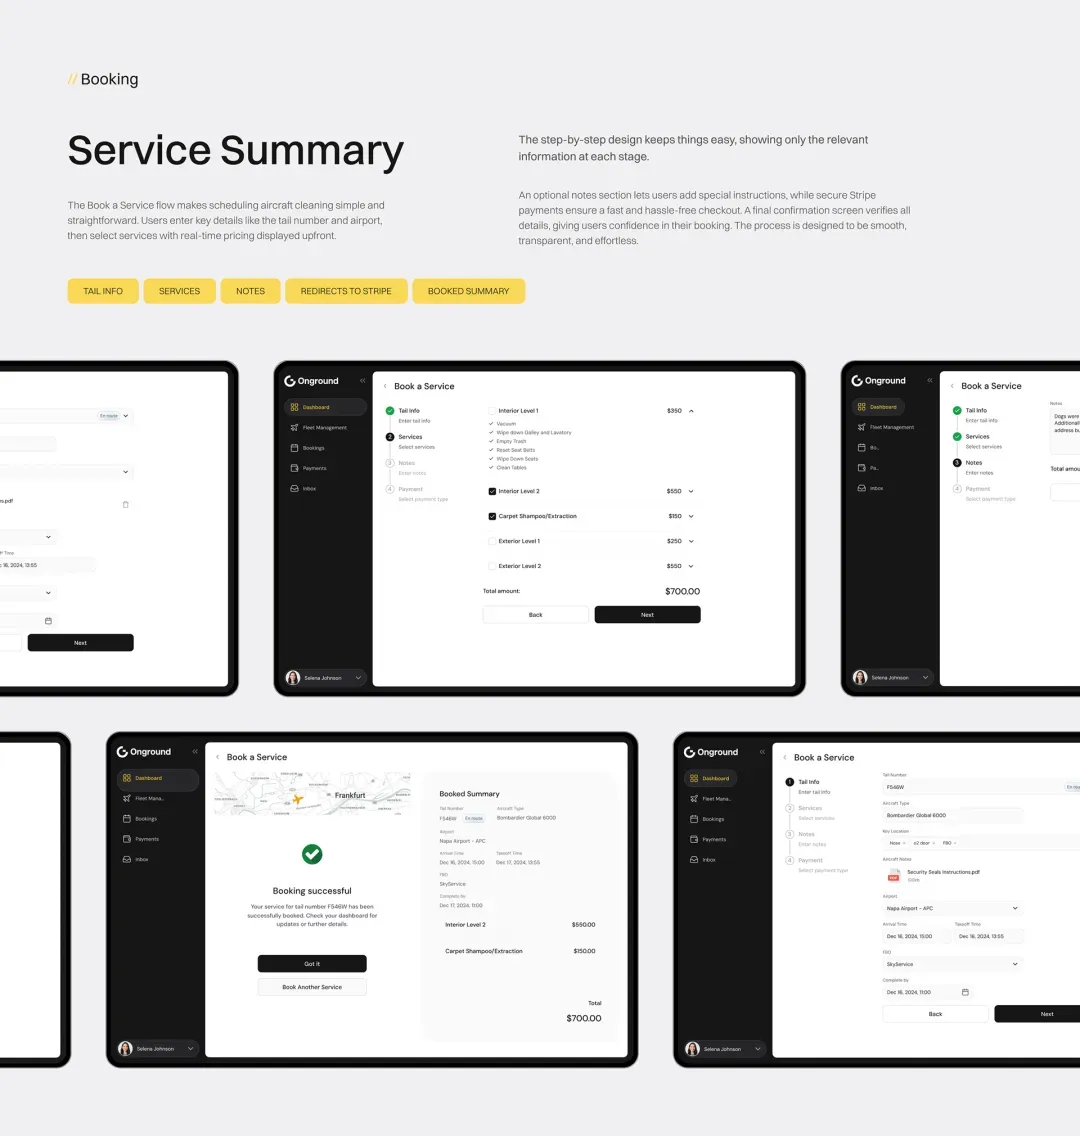 // Booking
Service Summary
The Book a Service flow makes scheduling aircraft cleaning simple and
straightforward. Users enter key details like the tail number and airport,
then select services with real-time pricing displayed upfront.
The step-by-step design keeps things easy, showing only the relevant
information at each stage.
An optional notes section lets users add special instructions, while secure Stripe
payments ensure a fast and hassle-free checkout. A final confirmation screen verifies all
details, giving users confidence in their booking. The process is designed to be smooth,
transparent, and effortless.
TAIL INFO
SERVICES
NOTES
REDIRECTS TO STRIPE
BOOKED SUMMARY
En route
16, 2024, 13:55
Next
Onground
Dashboard
Fleet Management
Bookings
Payments
Inbox
Selena Johnson
Book a Service
Tail Info
Enter tail info
2 Services
Select services
3 Notes
Enter notes
4 Payment
Select payment type
Interior Level 1 $350
Vacuum
Wipe down Galley and Lavatory
Empty Trash
Reset Seat Belts
Wipe Down Seats
Clean Tables
Interior Level 2 $550
Carpet Shampoo/Extraction $150
Exterior Level 1 $250
Exterior Level 2 $550
Total amount: $700.00
Back
Next
Onground
Dashboard
Fleet Management
Bo...
Pa...
Inbox
Selena Johnson
Book a Service
Tail Info
Enter tail info
Services
Select services
3 Notes
Enter notes
4 Payment
Select payment type
Notes
Dogs were
Additionall
address bu
Total amou
Onground
Dashboard
Fleet Mana...
Bookings
Payments
Inbox
Selena Johnson
Book a Service
Frankfurt
Booking successful
Your service for tail number F546W has been
successfully booked. Check your dashboard for
updates or further details.
Got it
Book Another Service
Booked Summary
Tail Number Aircraft Type
F546W En route Bombardier Global 6000
Airport
Napa Airport - APC
Arrival time Takeoff Time
Dec 16, 2024, 15:00 Dec 17, 2024, 13:55
FBO
SkyService
Complete by
Dec 17, 2024, 11:00
Interior Level 2 $550.00
Carpet Shampoo/Extraction $150.00
Total
$700.00
Onground
Dashboard
Fleet Mana...
Bookings
Payments
Inbox
Selena Johnson
Book a Service
1 Tail Info
Enter tail info
2 Services
Select services
3 Notes
Enter notes
4 Payment
Select payment type
Tail Number
F546W En rou
Aircraft Type
Bombardier Global 6000
Key Location
Nose o2 door FBO
Aircraft Notes
PDF
Security Seals Instructions.pdf
Airport
Napa Airport - APC
Arrival Time Takeoff Time
Dec 16, 2024, 15:00 Dec 16, 2024, 13:55
FBO
SkyService
Complete by
Dec 16, 2024, 11:00
Back
Next